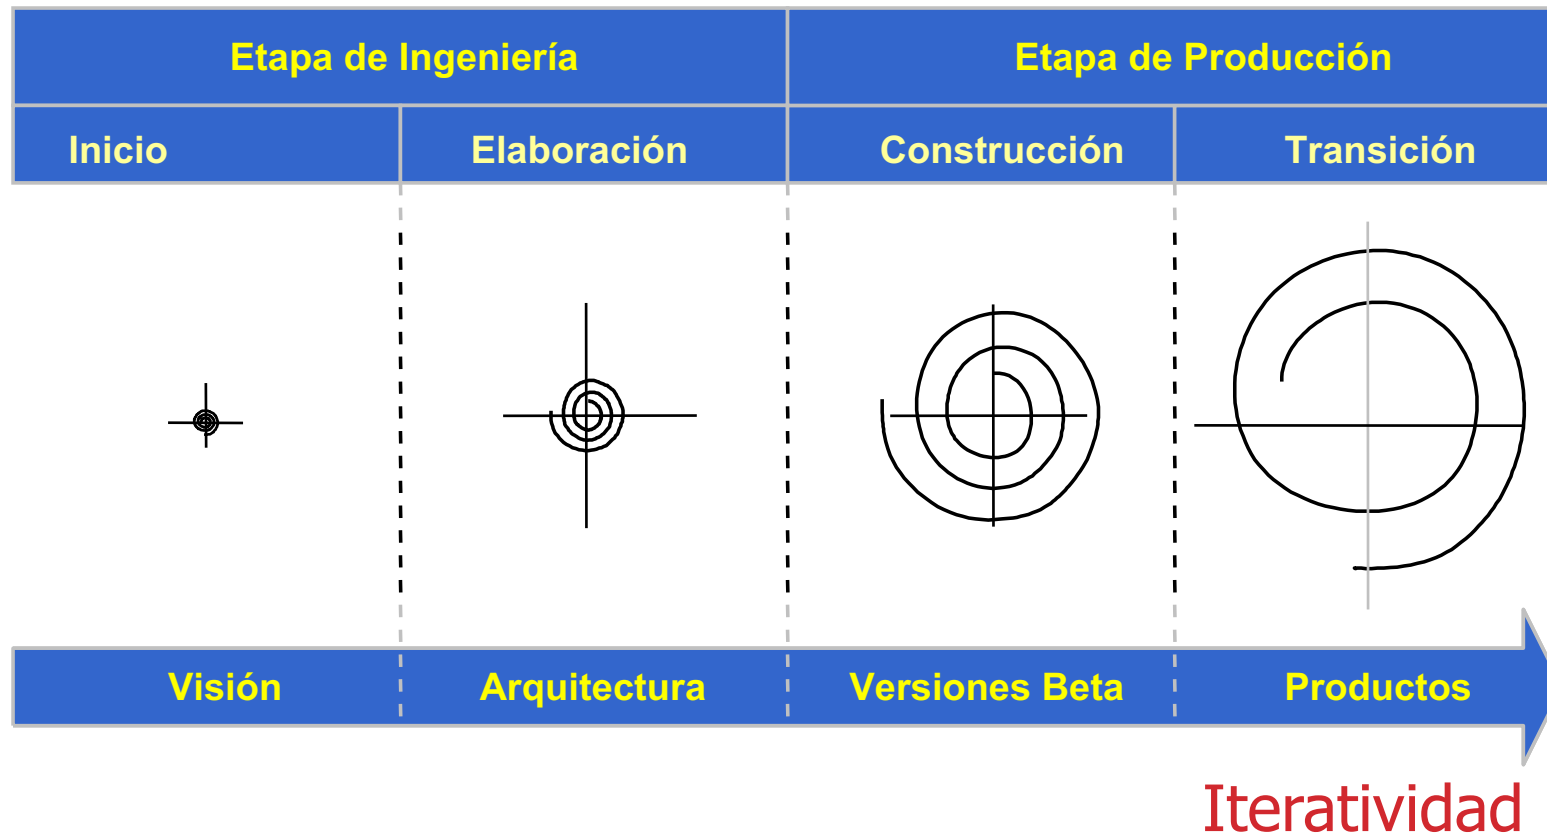 Etapa de Ingeniería
Etapa de Producción
Inicio
Elaboración
Construcción
Transición
Visión
Arquitectura
Versiones Beta
Productos
Iteratividad